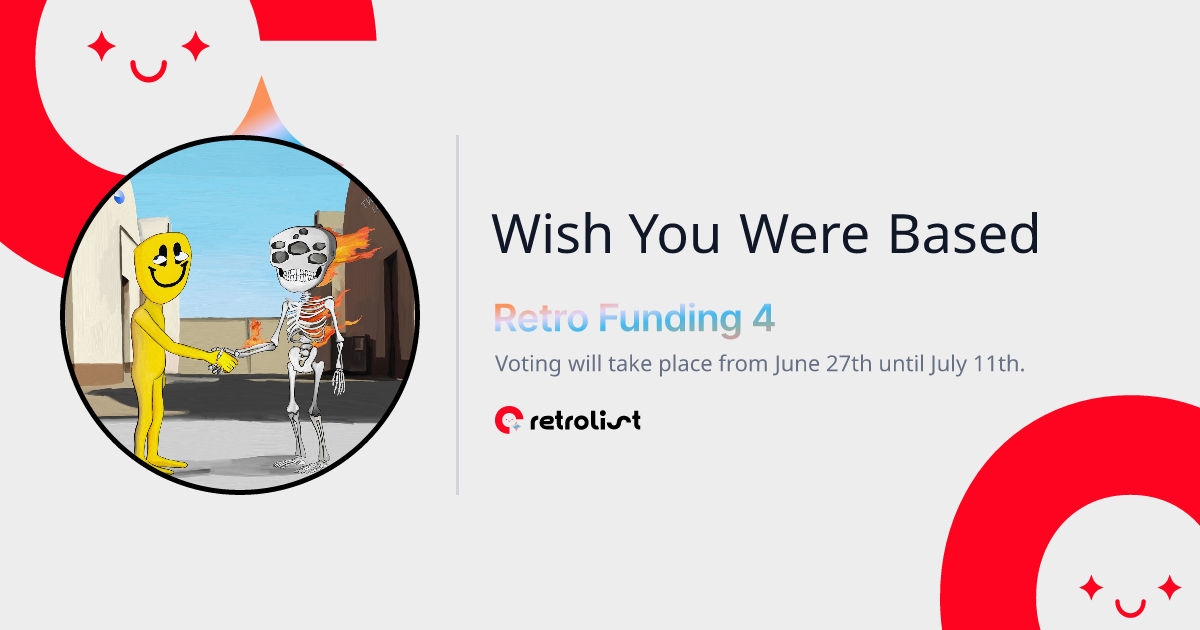 Wish You Were Based
Retro Funding 4
Voting will take place from June 27th until July 11th.
retrolist